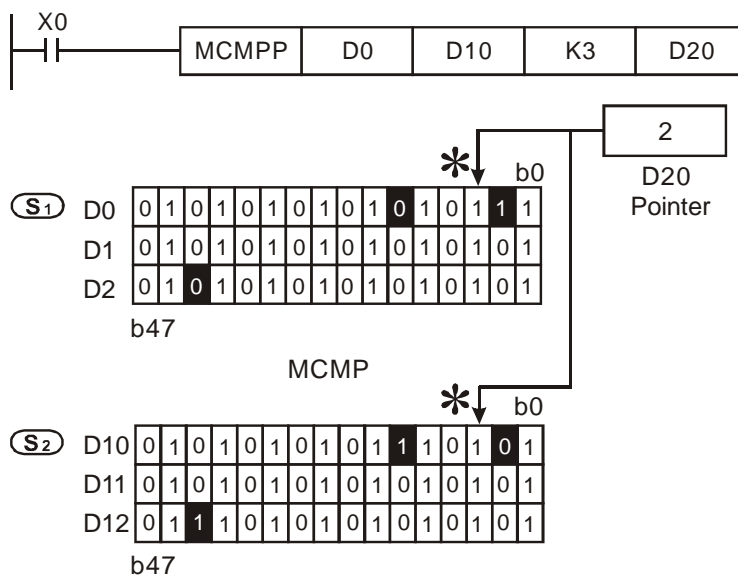 X0
MCMPP D0 D10 K3 D20
2
D20
Pointer
* b0
S1 D0 0 1 0 1 0 1 0 1 0 1 0 1 0 1 1 1
D1 0 1 0 1 0 1 0 1 0 1 0 1 0 1 0 1
D2 0 1 0 1 0 1 0 1 0 1 0 1 0 1 0 1
b47
MCMP
* b0
S2 D10 0 1 0 1 0 1 0 1 0 1 1 1 0 1 0 1
D11 0 1 0 1 0 1 0 1 0 1 0 1 0 1 0 1
D12 0 1 1 1 0 1 0 1 0 1 0 1 0 1 0 1
b47